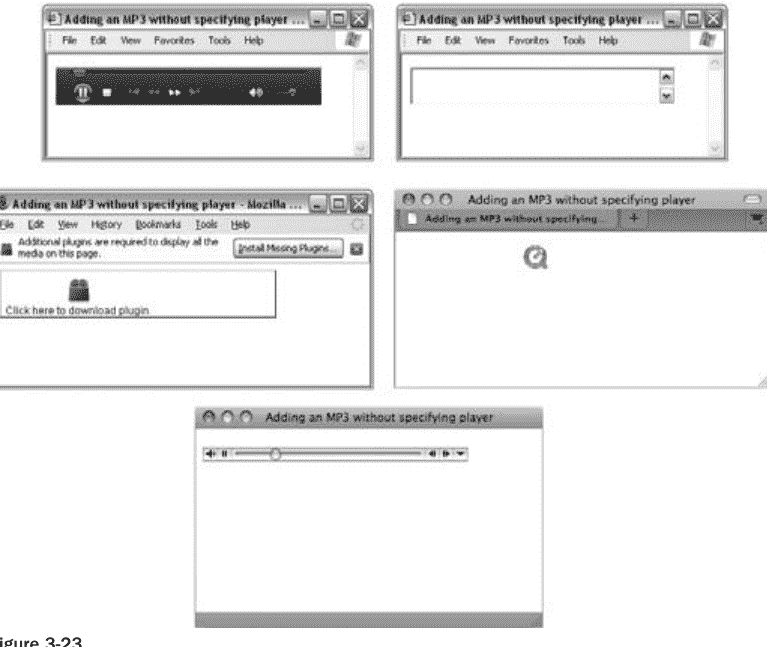 Adding an MP3 without specifying player ...
File Edit View Favorites Tools Help
Adding an MP3 without specifying player ...
File Edit View Favorites Tools Help
Adding an MP3 without specifying player - Mozilla ...
File Edit View History Bookmarks Tools Help
Additional plugins are required to display all the
media on this page.
Install Missing Plugins...
Click here to download plugin
Adding an MP3 without specifying player
Adding an MP3 without specifying...
Adding an MP3 without specifying player
igure 3-23